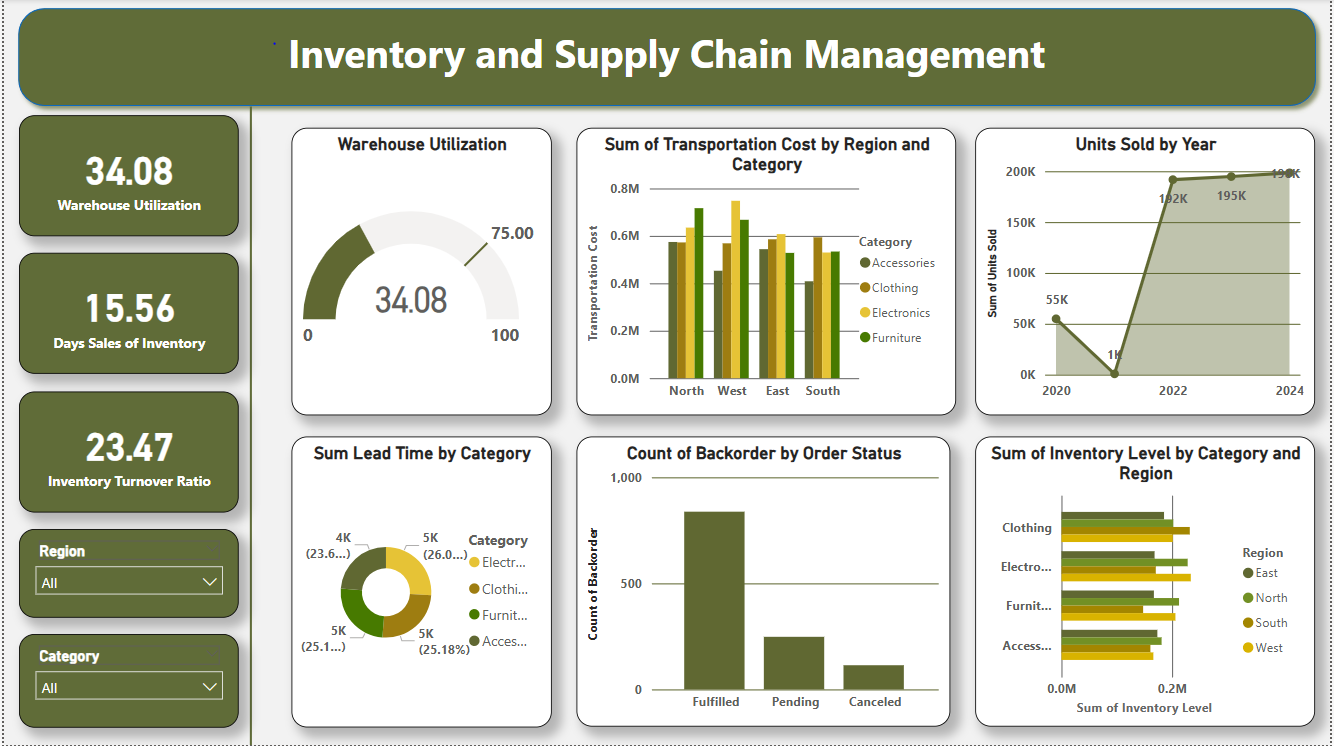 Inventory and Supply Chain Management
34.08
Warehouse Utilization
15.56
Days Sales of Inventory
23.47
Inventory Turnover Ratio
Region
All
Category
All
Warehouse Utilization
75.00
34.08
0
100
Sum of Transportation Cost by Region and
Category
Transportation Cost
0.8M
0.6M
0.4M
0.2M
0.0M
North
West
East
South
Category
Accessories
Clothing
Electronics
Furniture
Units Sold by Year
Sum of Units Sold
200K
150K
100K
50K
0K
55K
1K
192K
195K
2020
2022
2024
Sum Lead Time by Category
4K
(23.6...)
5K
(26.0...)
5K
(25.1...)
5K
(25.18%)
Category
Electr...
Clothi...
Furnit...
Acces...
Count of Backorder by Order Status
Count of Backorder
1,000
500
0
Fulfilled
Pending
Canceled
Sum of Inventory Level by Category and
Region
Clothing
Electro...
Furnit...
Access...
0.0M
0.2M
Sum of Inventory Level
Region
East
North
South
West